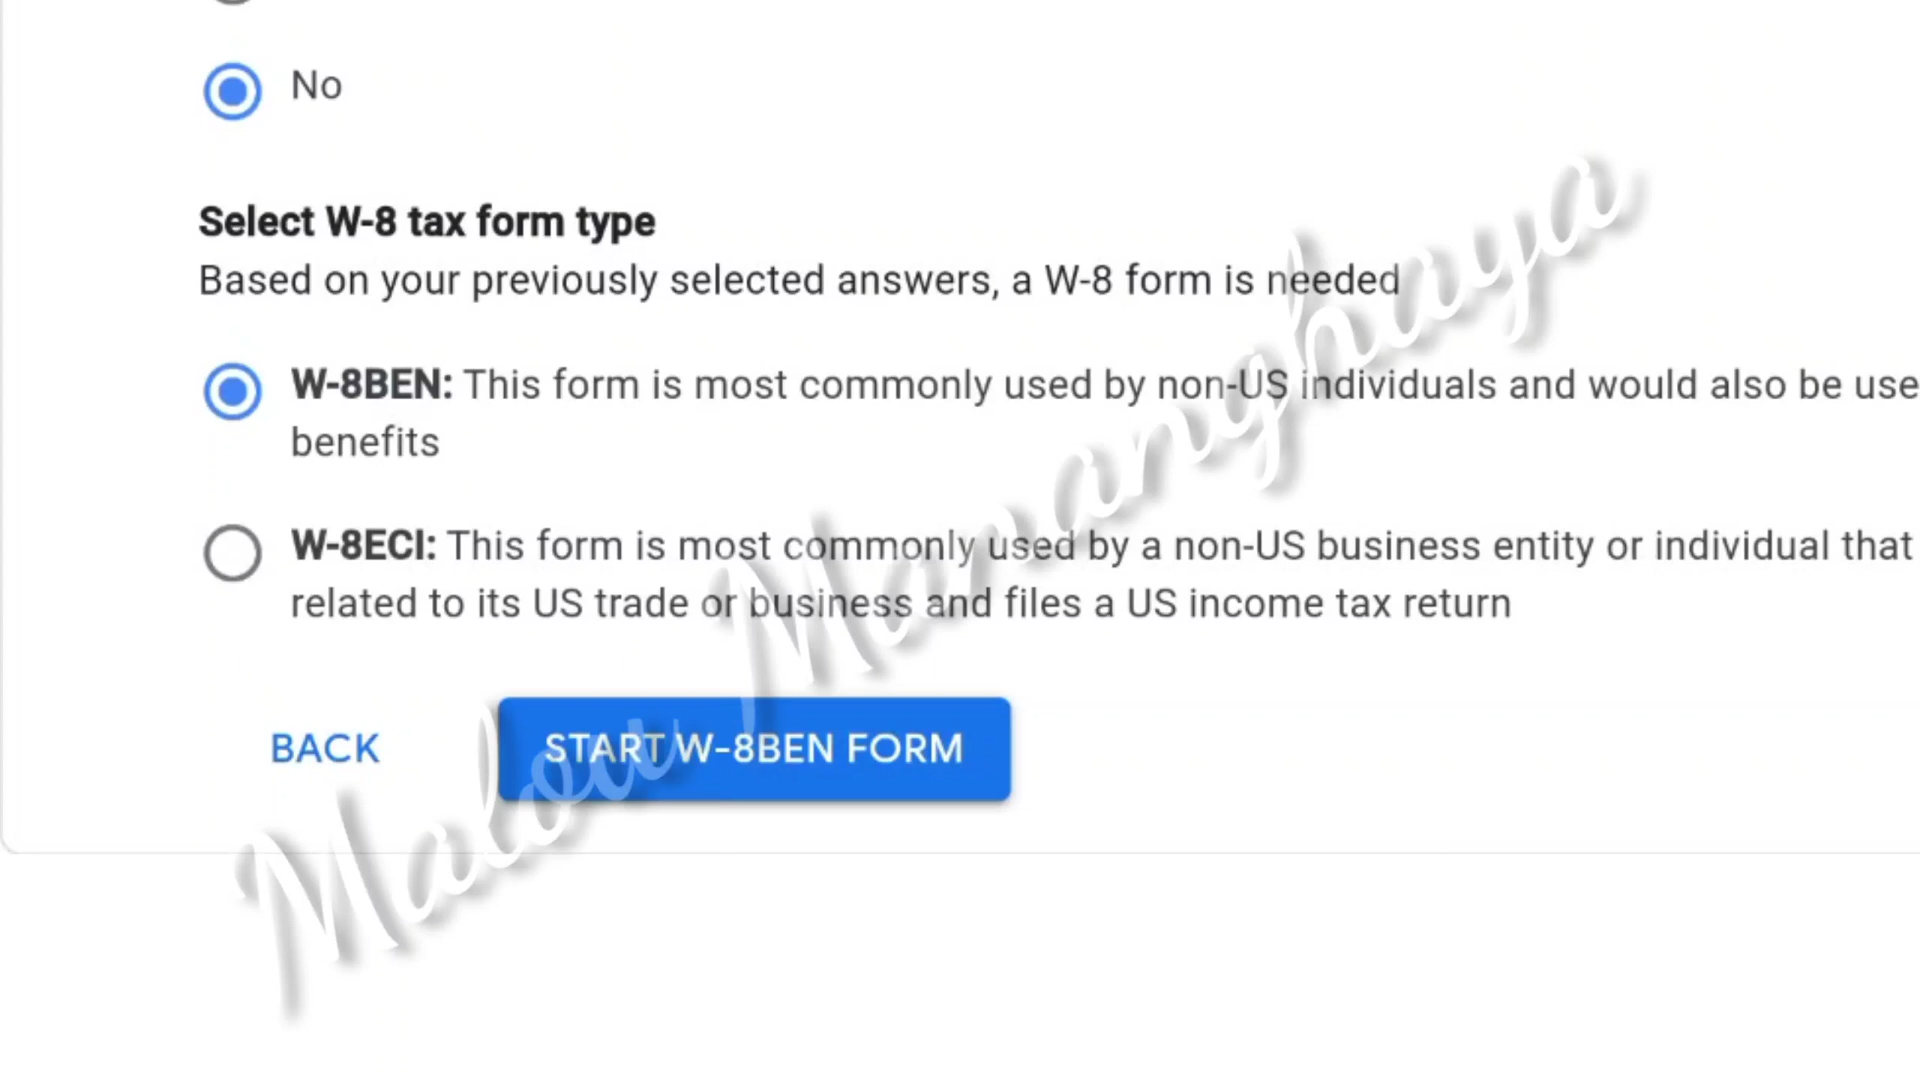 No
Select W-8 tax form type
Based on your previously selected answers, a W-8 form is needed
W-8BEN: This form is most commonly used by non-US individuals and would also be use
benefits
W-8ECI: This form is most commonly used by a non-US business entity or individual that
related to its US trade or business and files a US income tax return
BACK
START W-8BEN FORM
Malou Mananghaya